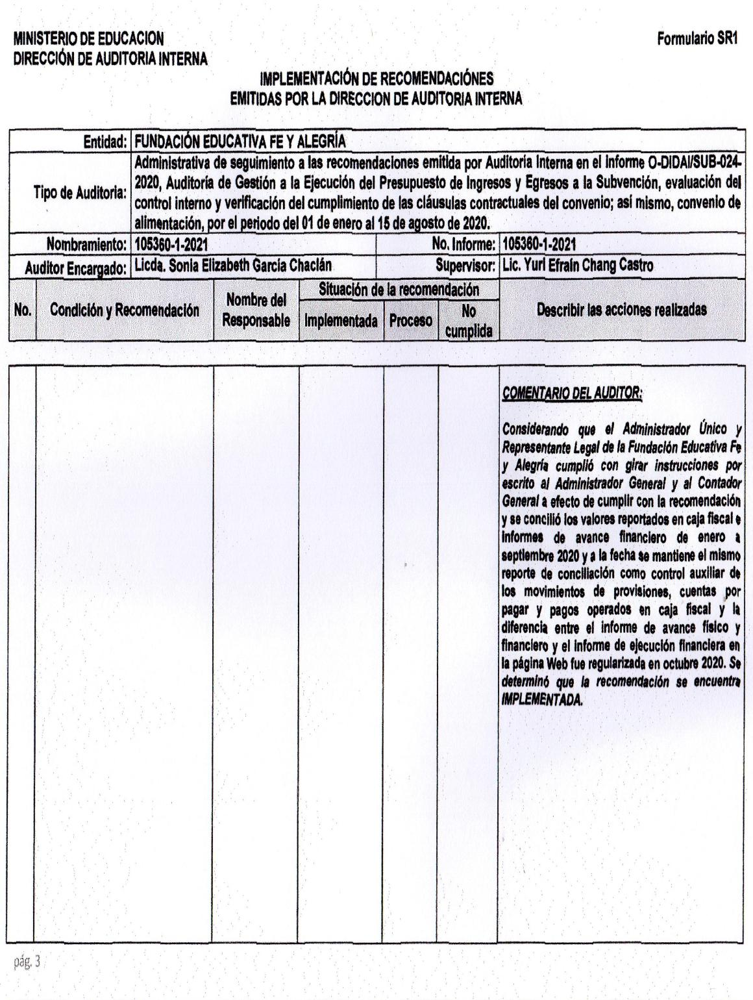 MINISTERIO DE EDUCACION
Formulario SR1
DIRECCIÓN DE AUDITORIA INTERNA
IMPLEMENTACIÓN DE RECOMENDACIÓNES
EMITIDAS POR LA DIRECCION DE AUDITORIA INTERNA
Entidad: FUNDACIÓN EDUCATIVA FE Y ALEGRÍA
Tipo de Auditoria: Administrativa de seguimiento a las recomendaciones emitida por Auditoria Interna en el informe O-DIDAI/SUB-024-
2020, Auditoría de Gestión a la Ejecución del Presupuesto de Ingresos y Egresos a la Subvención, evaluación del
control interno y verificación del cumplimiento de las cláusulas contractuales del convenio; así mismo, convenio de
alimentación, por el periodo del 01 de enero al 15 de agosto de 2020.
Nombramiento: 105360-1-2021 No. Informe: 105360-1-2021
Auditor Encargado: Licda. Sonia Elizabeth García Chaclán Supervisor: Lic. Yuri Efraín Chang Castro
No. Condición y Recomendación Nombre del Responsable Situación de la recomendación Describir las acciones realizadas
Implementada Proceso No cumplida
COMENTARIO DEL AUDITOR:
Considerando que el Administrador Único y
Representante Legal de la Fundación Educativa Fe
y Alegría cumplió con girar instrucciones por
escrito al Administrador General y al Contador
General a efecto de cumplir con la recomendación
y se concilió los valores reportados en caja fiscal e
informes de avance financiero de enero a
septiembre 2020 y a la fecha se mantiene el mismo
reporte de conciliación como control auxiliar de
los movimientos de provisiones, cuentas por
pagar y pagos operados en caja fiscal y la
diferencia entre el informe de avance físico y
financiero y el informe de ejecución financiera en
la página Web fue regularizada en octubre 2020. Se
determinó que la recomendación se encuentra
IMPLEMENTADA.
pág. 3